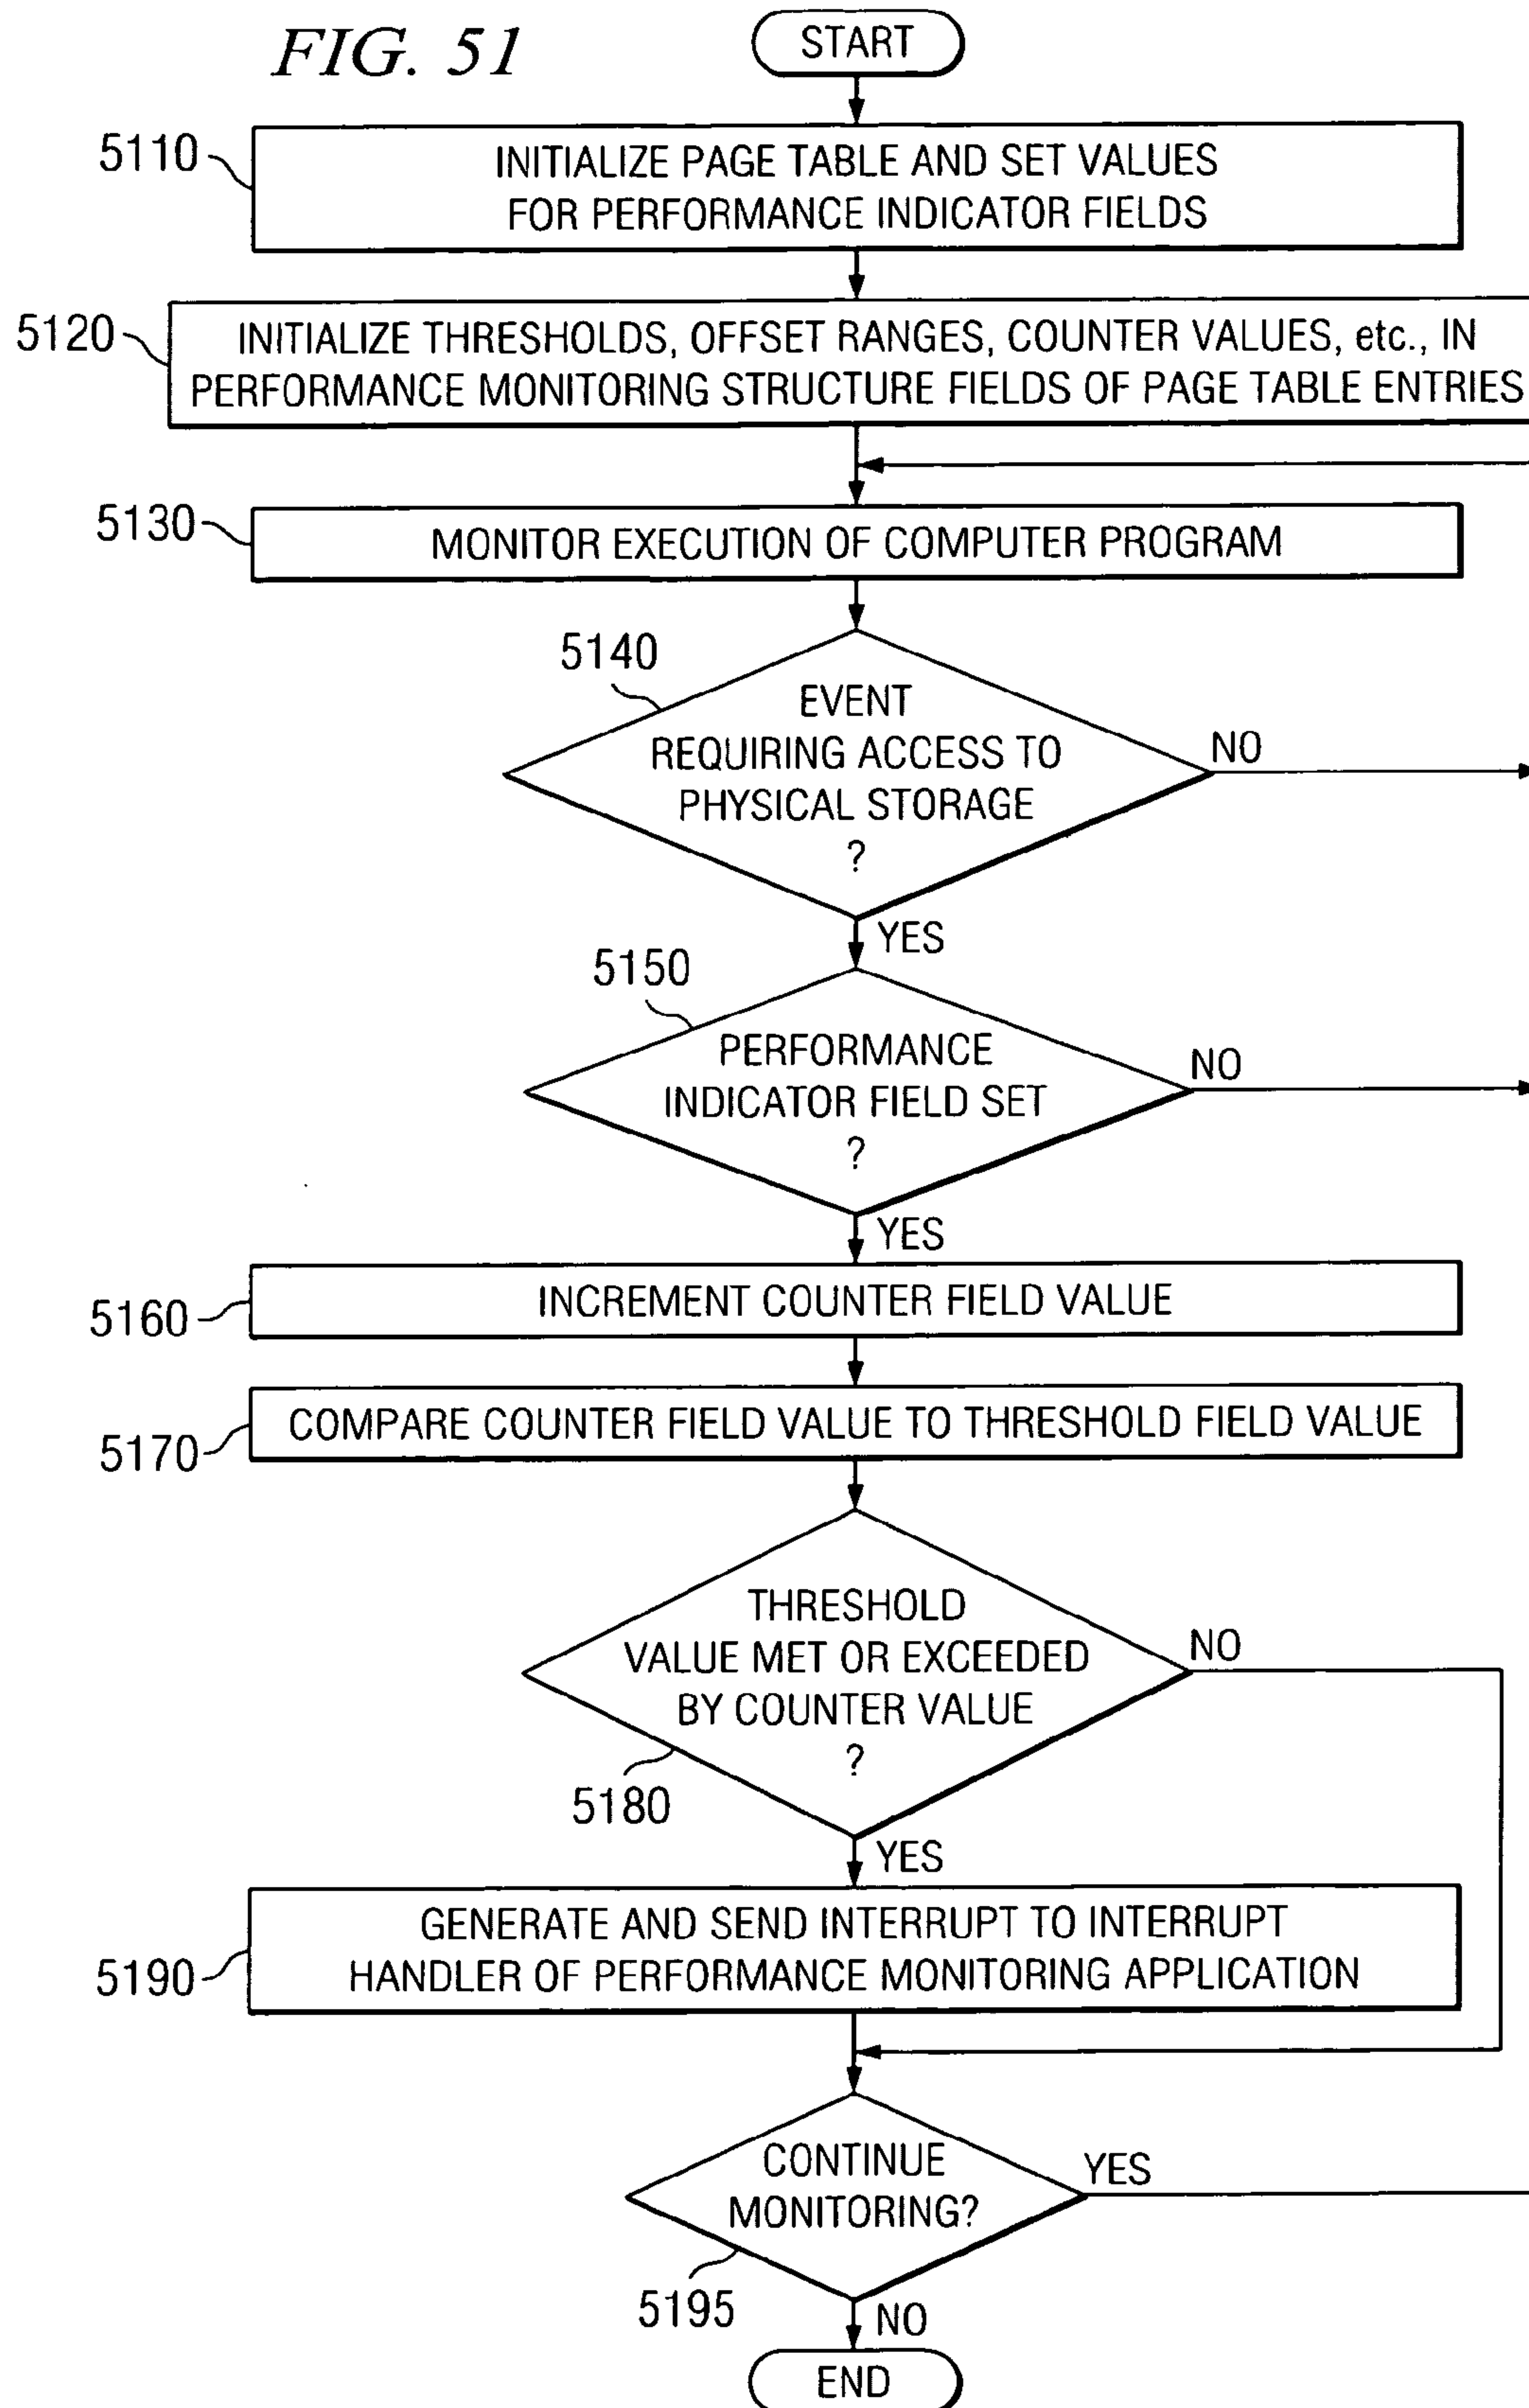 FIG. 51
START
5110
INITIALIZE PAGE TABLE AND SET VALUES
FOR PERFORMANCE INDICATOR FIELDS
5120
INITIALIZE THRESHOLDS, OFFSET RANGES, COUNTER VALUES, etc., IN
PERFORMANCE MONITORING STRUCTURE FIELDS OF PAGE TABLE ENTRIES
5130
MONITOR EXECUTION OF COMPUTER PROGRAM
5140
EVENT
REQUIRING ACCESS TO
PHYSICAL STORAGE
?
NO
YES
5150
PERFORMANCE
INDICATOR FIELD SET
?
NO
YES
5160
INCREMENT COUNTER FIELD VALUE
5170
COMPARE COUNTER FIELD VALUE TO THRESHOLD FIELD VALUE
THRESHOLD
VALUE MET OR EXCEEDED
BY COUNTER VALUE
?
NO
5180
YES
5190
GENERATE AND SEND INTERRUPT TO INTERRUPT
HANDLER OF PERFORMANCE MONITORING APPLICATION
CONTINUE
MONITORING?
YES
5195
NO
END